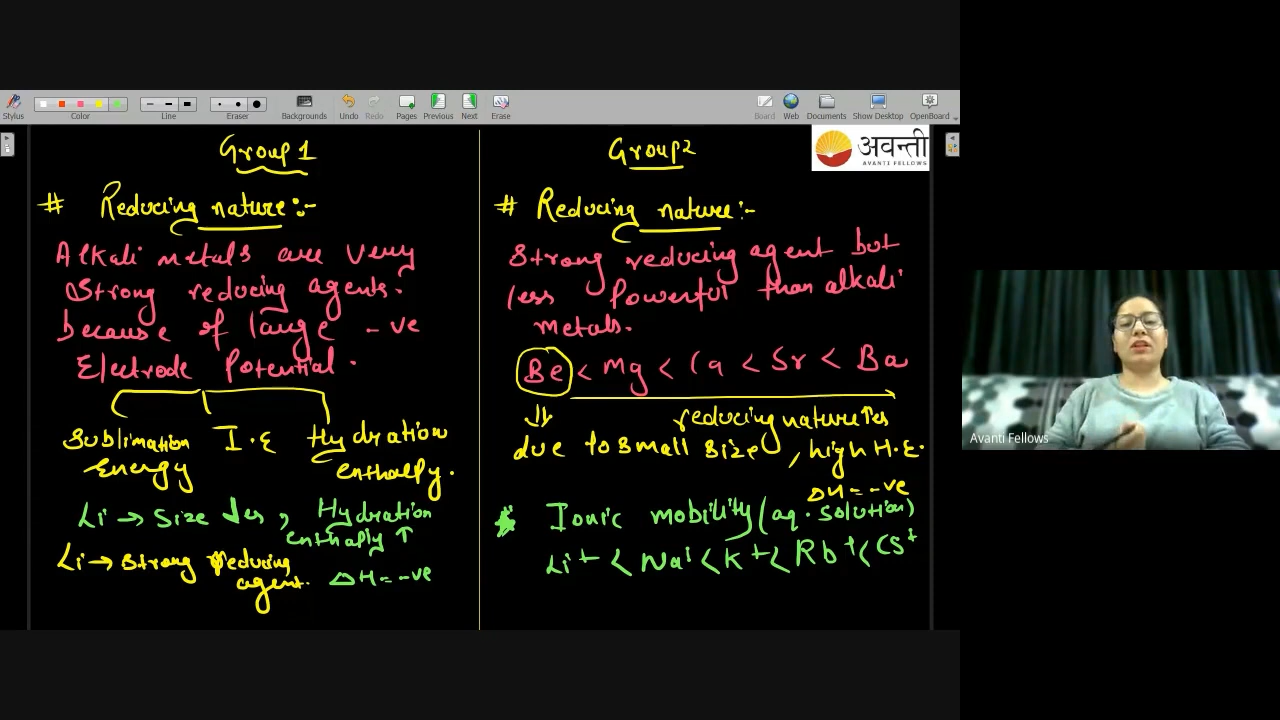 Stylus
Color
Line
Eraser
Backgrounds
Undo
Redo
Pages
Previous
Next
Erase
Board
Web
Documents
Show Desktop
OpenBoard
अवन्ती
AVANTI FELLOWS
Group 1
# Reducing nature:-
Alkali metals are very
Strong reducing agents.
because of large -ve
Electrode Potential.
Sublimation Energy
I.E
Hydration enthalpy.
Li → Size ↓es, Hydration enthalpy ↑
Li → Strong reducing agent.
ΔH = -ve
Group 2
# Reducing nature:-
Strong reducing agent but
less Powerful than alkali
metals.
Be < Mg < Ca < Sr < Ba
reducing nature ↑es
due to small size, high H.E.
ΔH = -ve
Ionic mobility (aq. solution)
Li+ < Na+ < K+ < Rb+ < Cs+
Avanti Fellows